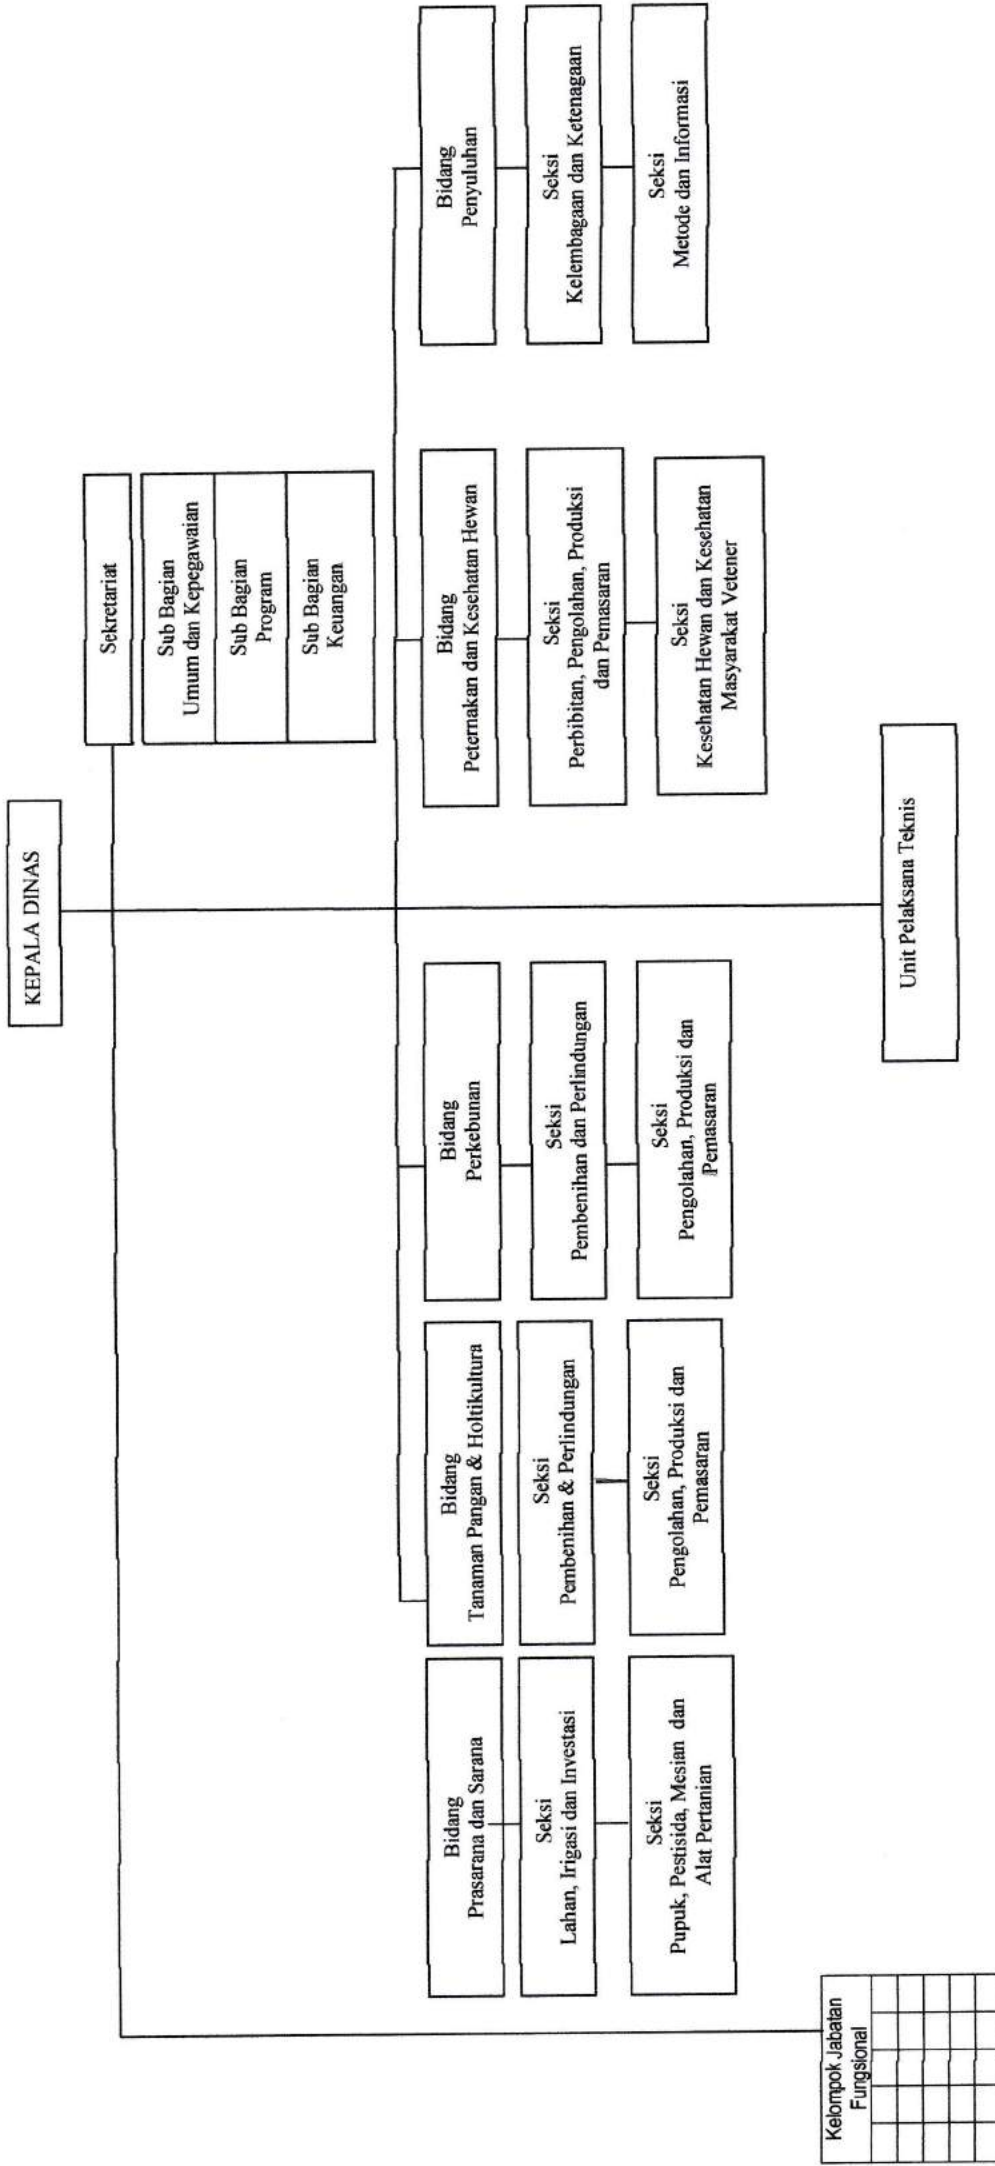 KEPALA DINAS
Sekretariat
Sub Bagian
Umum dan Kepegawaian
Sub Bagian
Program
Sub Bagian
Keuangan
Bidang
Prasarana dan Sarana
Seksi
Lahan, Irigasi dan Investasi
Seksi
Pupuk, Pestisida, Mesian dan
Alat Pertanian
Bidang
Tanaman Pangan & Holtikultura
Seksi
Pembenihan & Perlindungan
Seksi
Pengolahan, Produksi dan
Pemasaran
Bidang
Perkebunan
Seksi
Pembenihan dan Perlindungan
Seksi
Pengolahan, Produksi dan
Pemasaran
Bidang
Peternakan dan Kesehatan Hewan
Seksi
Perbibitan, Pengolahan, Produksi
dan Pemasaran
Seksi
Kesehatan Hewan dan Kesehatan
Masyarakat Vetener
Bidang
Penyuluhan
Seksi
Kelembagaan dan Ketenagaan
Seksi
Metode dan Informasi
Kelompok Jabatan
Fungsional
Unit Pelaksana Teknis